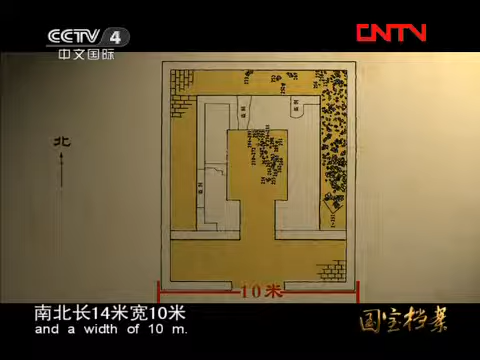 CCTV 4
中文国际
CNTV
北
10米
南北长14米宽10米
and a width of 10 m.
国宝档案